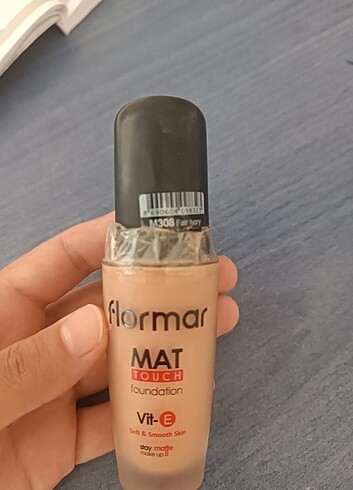 M308 Fair Ivory
flormar
MAT
TOUCH
foundation
Vit-E
Soft & Smooth Skin
stay matte
make up